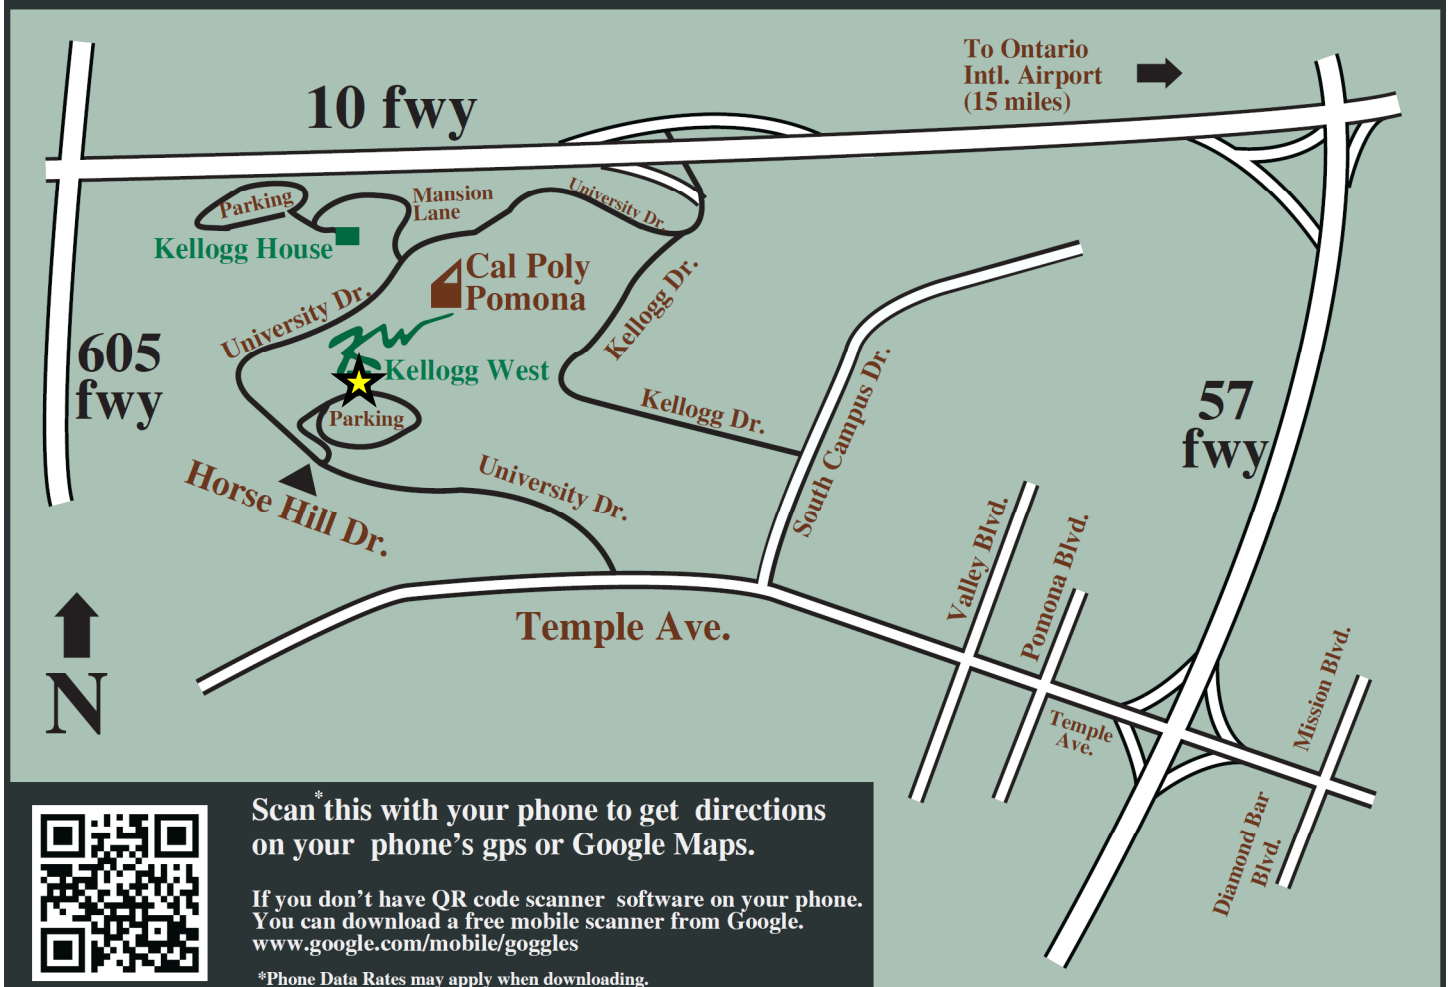 To Ontario
Intl. Airport
(15 miles)
10 fwy
Mansion
Lane
University Dr.
Parking
Kellogg House
Cal Poly
Pomona
Kellogg Dr.
University Dr.
605
fwy
Kellogg West
Parking
Kellogg Dr.
South Campus Dr.
57
fwy
Horse Hill Dr.
University Dr.
Valley Blvd.
Pomona Blvd.
Temple Ave.
Mission Blvd.
N
Temple
Ave.
Diamond Bar
Blvd.
Scan*this with your phone to get directions
on your phone’s gps or Google Maps.
If you don’t have QR code scanner software on your phone.
You can download a free mobile scanner from Google.
www.google.com/mobile/goggles
*Phone Data Rates may apply when downloading.